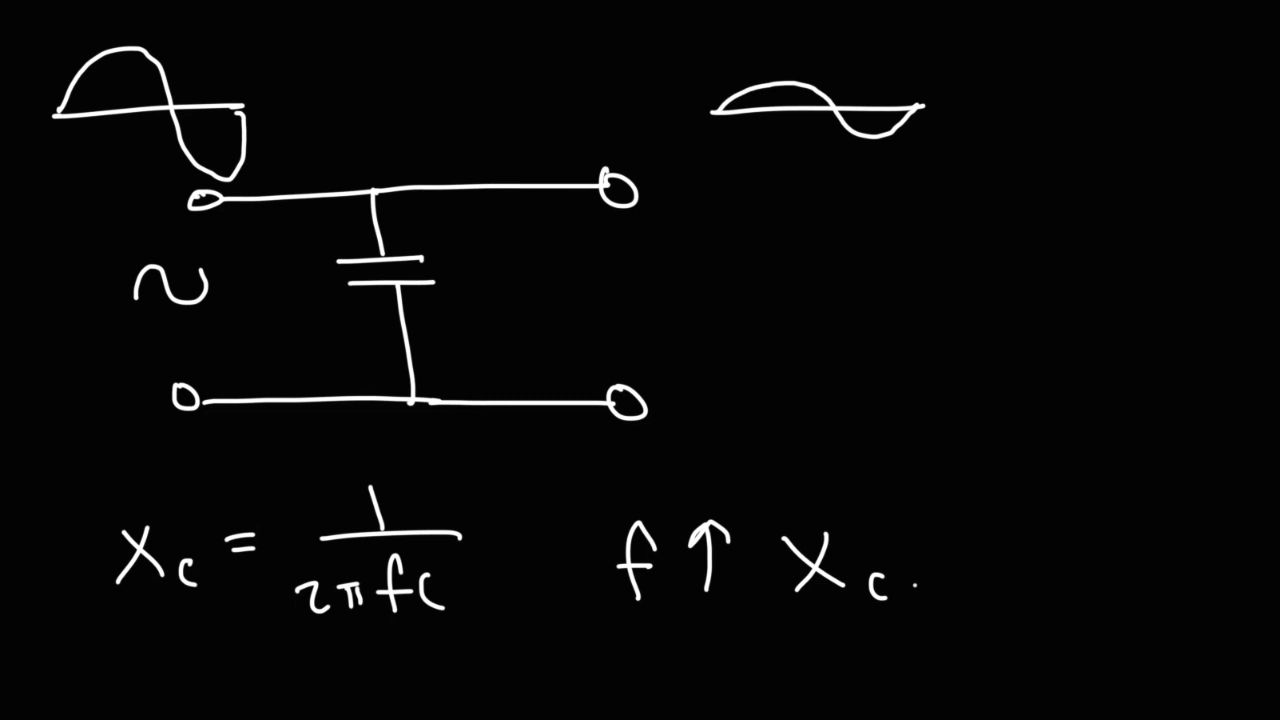 Xc = 1/2πfc f↑ Xc.